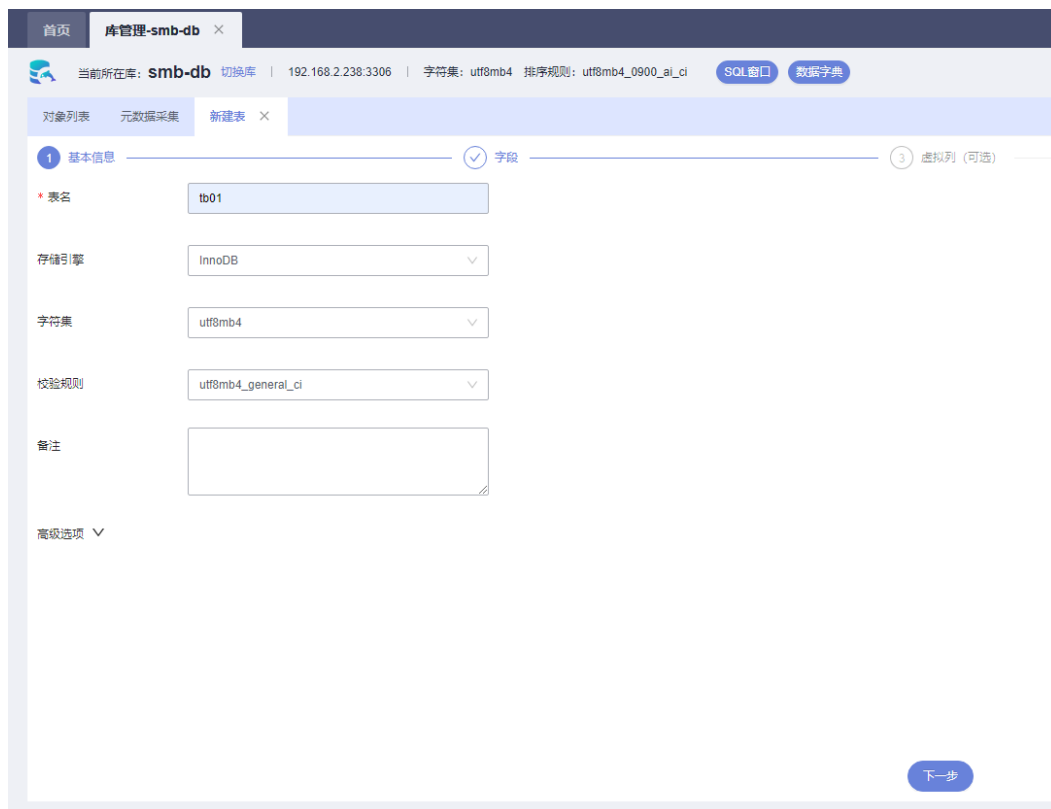 首页 库管理-smb-db
当前所在库: smb-db 切换库 | 192.168.2.238:3306 | 字符集: utf8mb4 排序规则: utf8mb4_0900_ai_ci SQL窗口 数据字典
对象列表 元数据采集 新建表
1 基本信息 字段 3 虚拟列 (可选)
* 表名 tb01
存储引擎 InnoDB
字符集 utf8mb4
校验规则 utf8mb4_general_ci
备注
高级选项
下一步